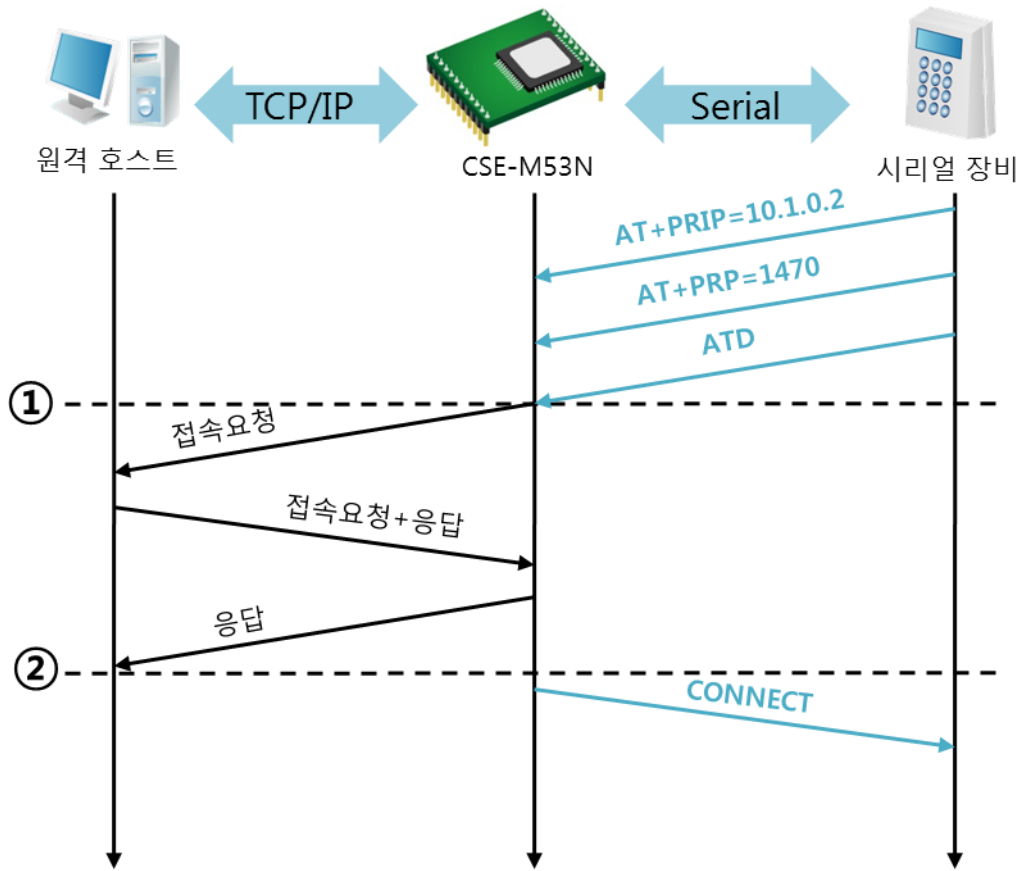 TCP/IP
Serial
원격 호스트
CSE-M53N
시리얼 장비
AT+PRIP=10.1.0.2
AT+PRP=1470
ATD
①
접속요청
접속요청+응답
응답
②
CONNECT